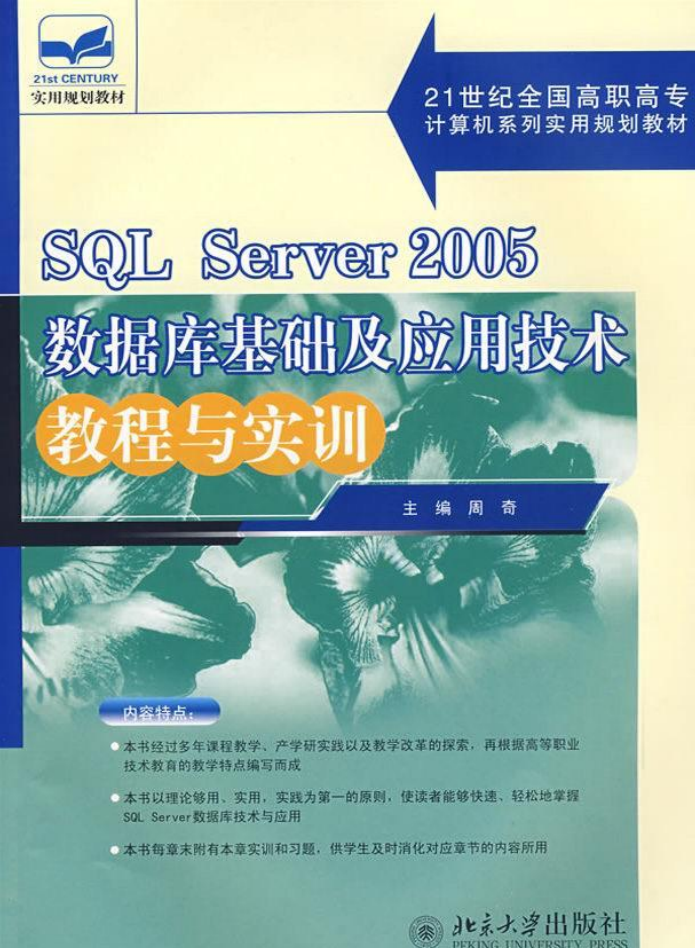 21st CENTURY
实用规划教材
21世纪全国高职高专
计算机系列实用规划教材
SQL Server 2005
数据库基础及应用技术
教程与实训
主 编 周 奇
内容特点：
本书经过多年课程教学、产学研实践以及教学改革的探索，再根据高等职业
技术教育的教学特点编写而成
本书以理论够用、实用，实践为第一的原则，使读者能够快速、轻松地掌握
SQL Server数据库技术与应用
本书每章末附有本章实训和习题，供学生及时消化对应章节的内容所用
北京大学出版社
PEKING UNIVERSITY PRESS